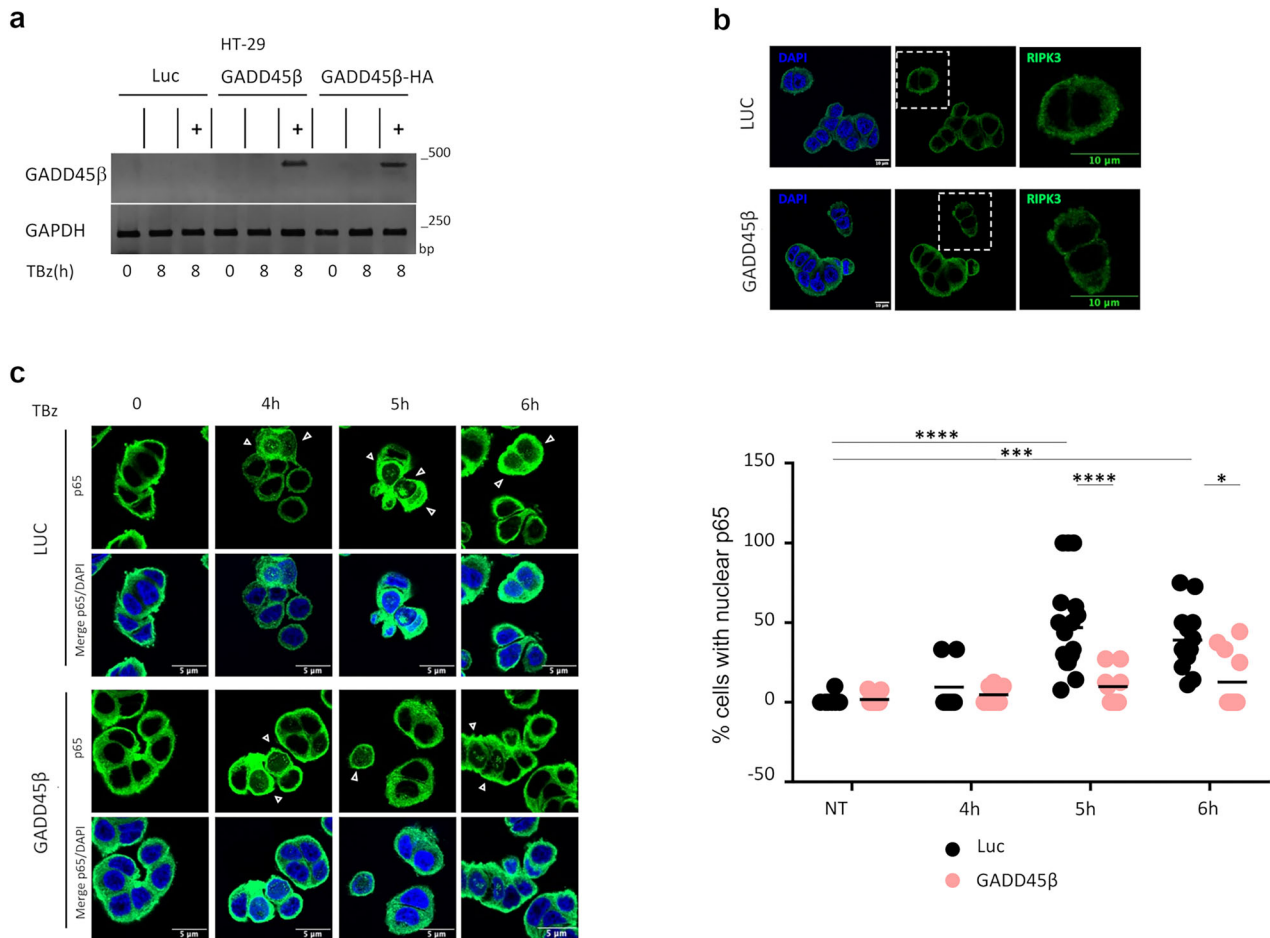 a
HT-29
Luc GADD45β GADD45β-HA
+ + +
GADD45β _500
GAPDH _250
bp
TBz(h) 0 8 8 0 8 8 0 8 8
b
LUC
DAPI RIPK3
10 µm 10 µm
GADD45β
DAPI RIPK3
10 µm 10 µm
c
TBz 0 4h 5h 6h
LUC
p65
Merge p65/DAPI
5 µm 5 µm 5 µm 5 µm
GADD45β
p65
Merge p65/DAPI
5 µm 5 µm 5 µm 5 µm
% cells with nuclear p65
****
***
**** *
150
100
50
0
-50
NT 4h 5h 6h
Luc
GADD45β